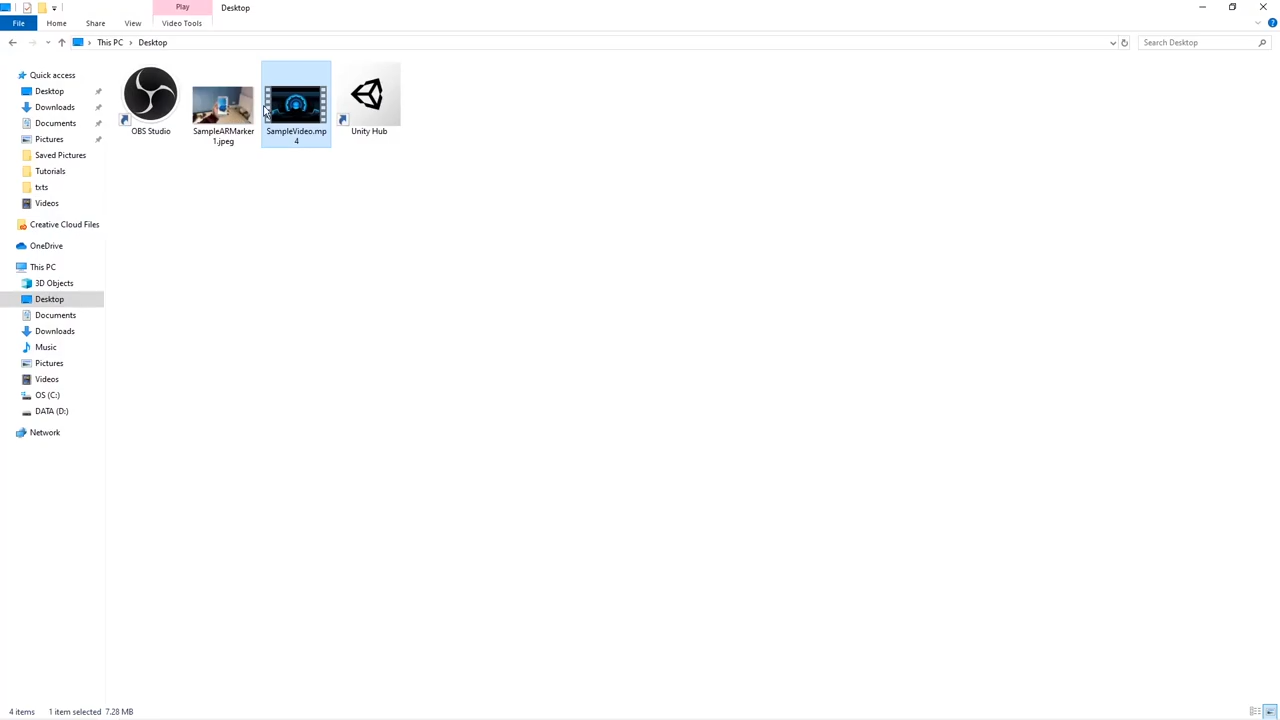 Play
Desktop
File
Home
Share
View
Video Tools
This PC
Desktop
Search Desktop
Quick access
Desktop
Downloads
Documents
Pictures
Saved Pictures
Tutorials
txts
Videos
Creative Cloud Files
OneDrive
This PC
3D Objects
Desktop
Documents
Downloads
Music
Pictures
Videos
OS (C:)
DATA (D:)
Network
OBS Studio
SampleARMarker
1.jpeg
SampleVideo.mp
4
Unity Hub
4 items
1 item selected 7.28 MB